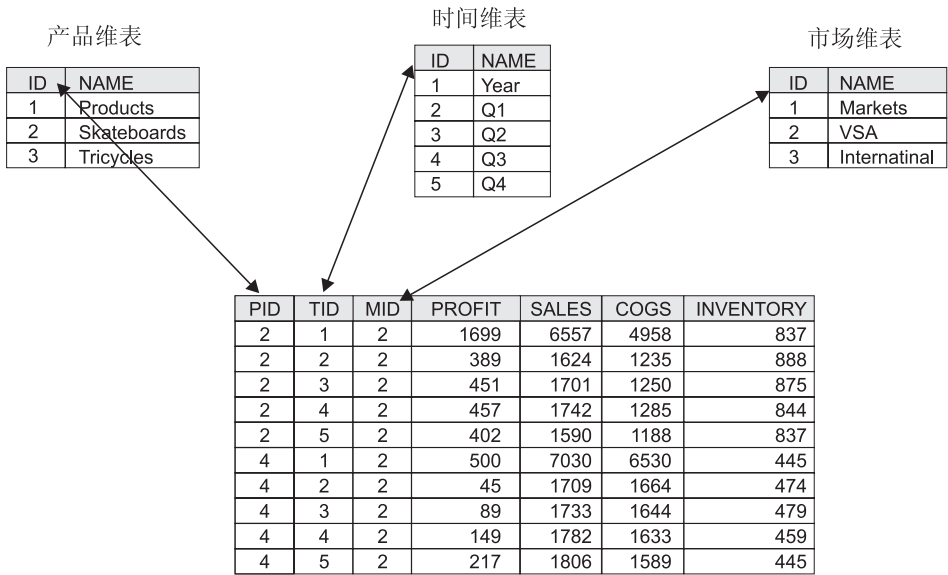 产品维表
ID NAME
1 Products
2 Skateboards
3 Tricycles
时间维表
ID NAME
1 Year
2 Q1
3 Q2
4 Q3
5 Q4
市场维表
ID NAME
1 Markets
2 VSA
3 Internatinal
PID TID MID PROFIT SALES COGS INVENTORY
2 1 2 1699 6557 4958 837
2 2 2 389 1624 1235 888
2 3 2 451 1701 1250 875
2 4 2 457 1742 1285 844
2 5 2 402 1590 1188 837
4 1 2 500 7030 6530 445
4 2 2 45 1709 1664 474
4 3 2 89 1733 1644 479
4 4 2 149 1782 1633 459
4 5 2 217 1806 1589 445